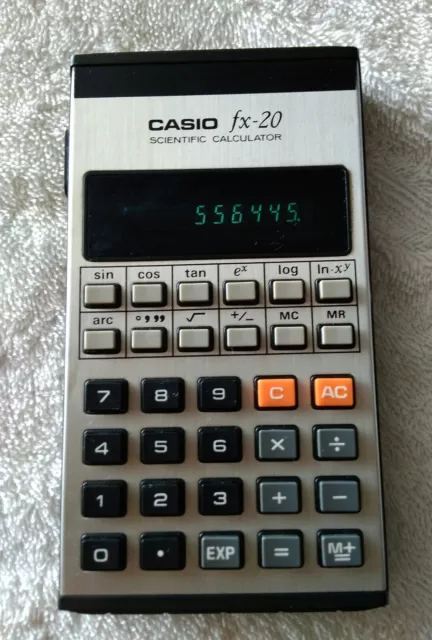 CASIO fx-20
SCIENTIFIC CALCULATOR
556445.
sin cos tan eˣ log ln-xʸ
arc °,,, √ +/− MC MR
7 8 9 C AC
4 5 6 × ÷
1 2 3 + −
0 • EXP = M+=